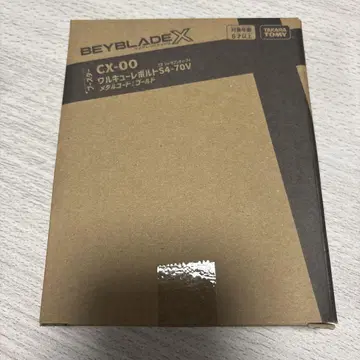 BEYBLADE X
対象年齢
6才以上
TAKARA
TOMY
ブースター
CX-00
ワルキューレボルトS4-70V
メタルコート:ゴールド